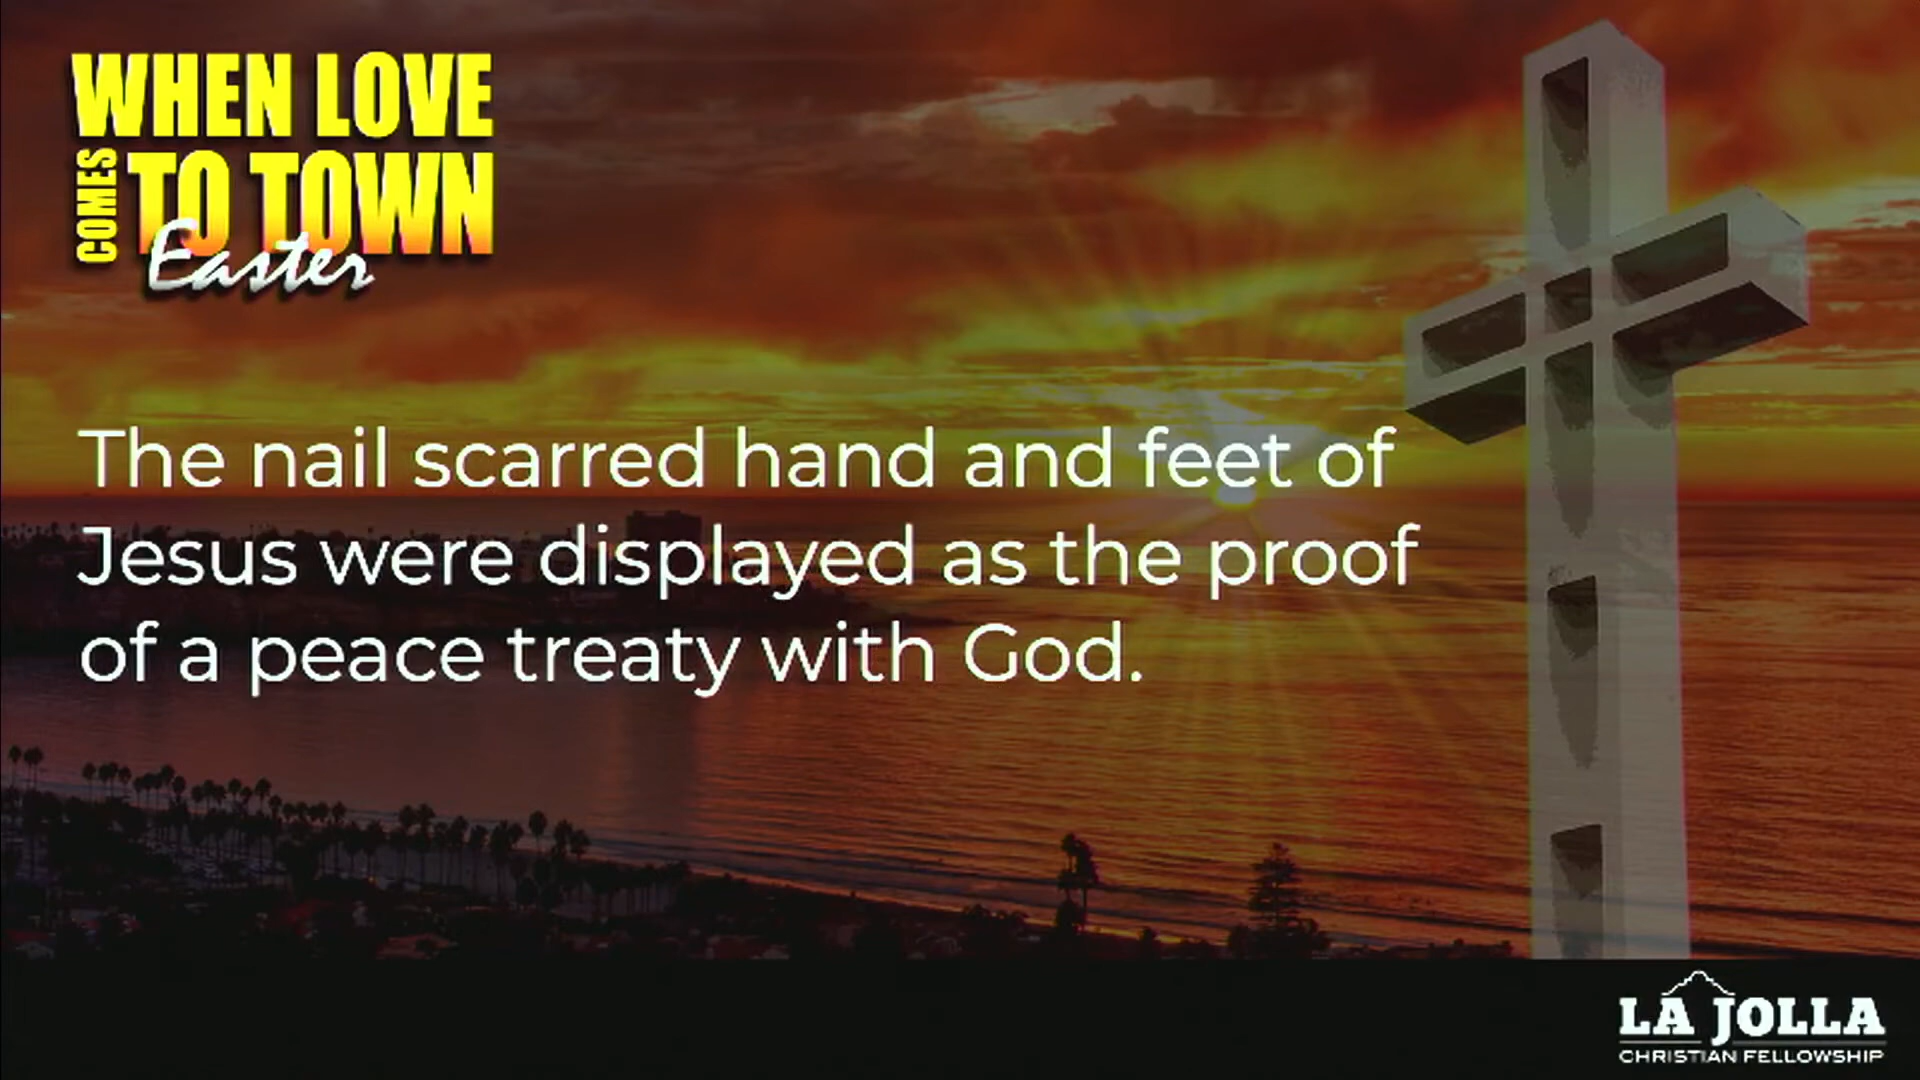 WHEN LOVE
COMES TO TOWN
Easter
The nail scarred hand and feet of
Jesus were displayed as the proof
of a peace treaty with God.
LA JOLLA
CHRISTIAN FELLOWSHIP